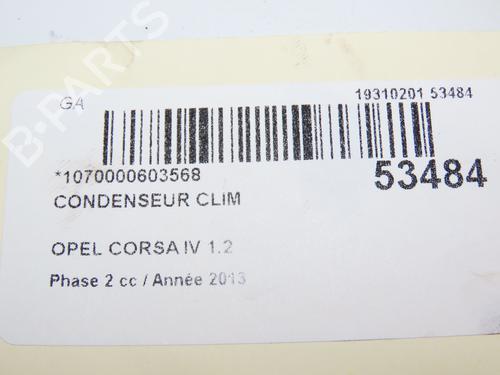 GA
19310201 53484
*1070000603568
53484
CONDENSEUR CLIM
OPEL CORSA IV 1.2
Phase 2 cc / Année 2013
B-PARTS